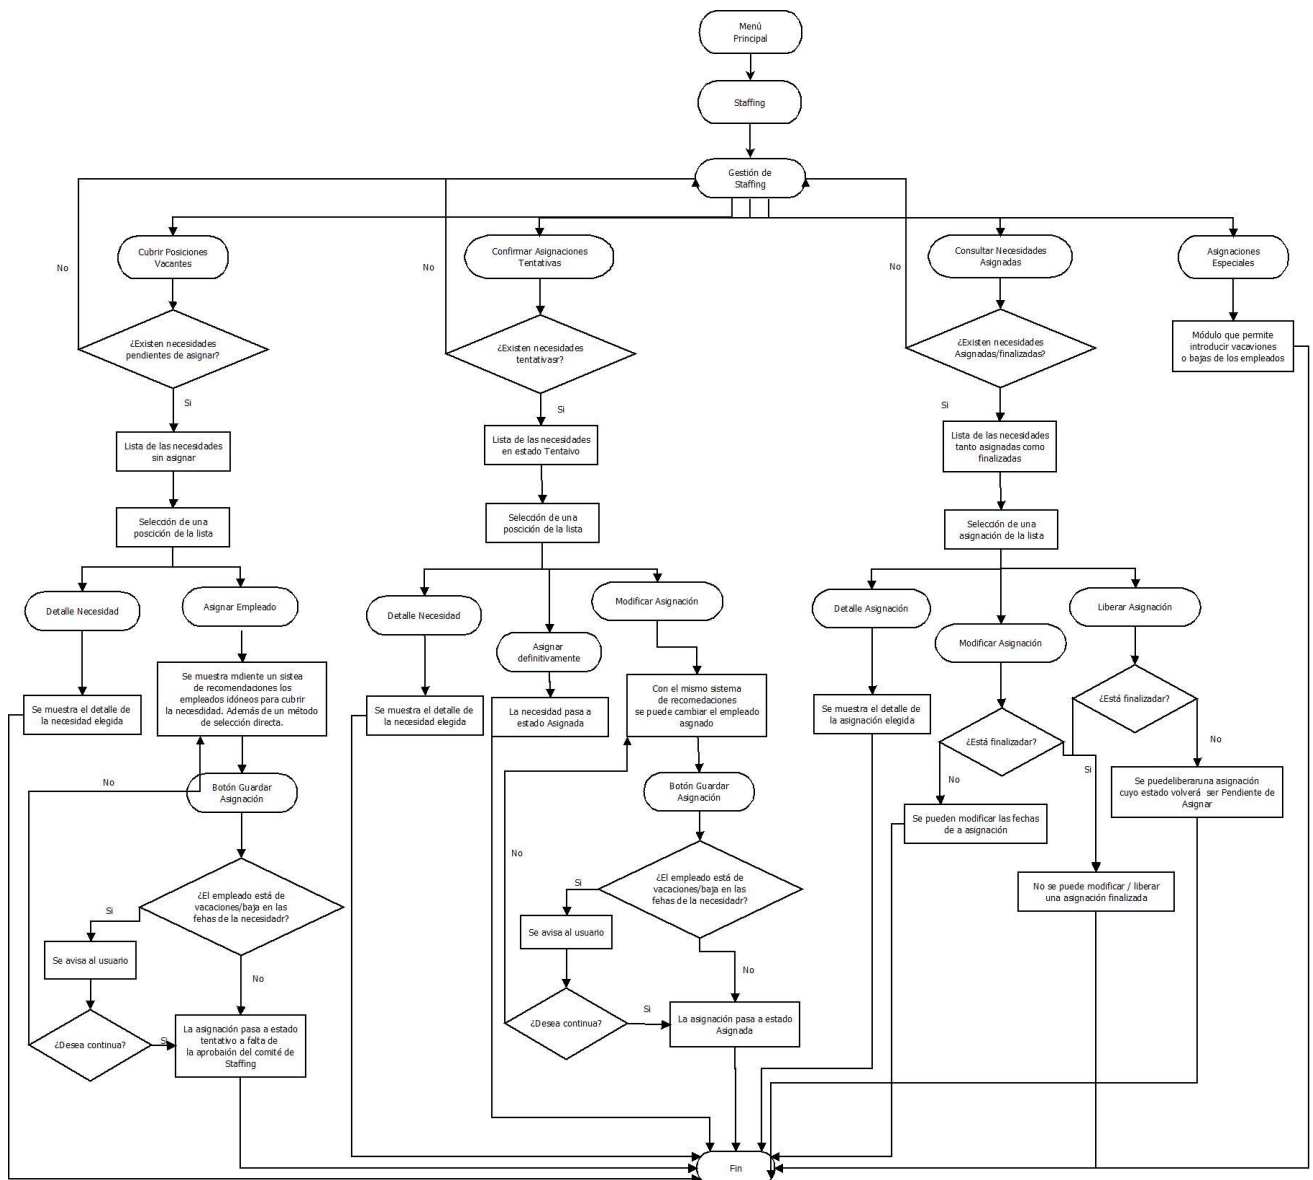 Menú
Principal
Staffing
Gestión de
Staffing
Cubrir Posiciones
Vacantes
Confirmar Asignaciones
Tentativas
Consultar Necesidades
Asignadas
Asignaciones
Especiales
No
No
No
¿Existen necesidades
pendientes de asignar?
¿Existen necesidades
tentativasr?
¿Existen necesidades
Asignadas/finalizadas?
Módulo que permite
introducir vacaviones
o bajas de los empleados
Si
Si
Si
Lista de las necesidades
sin asignar
Lista de las necesidades
en estado Tentaivo
Lista de las necesidades
tanto asignadas como
finalizadas
Selección de una
poscición de la lista
Selección de una
poscición de la lista
Selección de una
asignación de la lista
Detalle Necesidad
Asignar Empleado
Detalle Necesidad
Asignar
definitivamente
Modificar Asignación
Detalle Asignación
Modificar Asignación
Liberar Asignación
Se muestra el detalle de
la necesidad elegida
Se muestra mdiente un sistea
de recomendaciones los
empleados idóneos para cubrir
la necesdidad. Además de un método
de selección directa.
Se muestra el detalle de
la necesidad elegida
La necesidad pasa a
estado Asignada
Con el mismo sistema
de recomedaciones
se puede cambiar el empleado
asgnado
Se muestra el detalle de
la asignación elegida
¿Está finalizadar?
¿Está finalizadar?
No
Si
No
Se pueden modificar las fechas
de a asignación
Se puedeliberaruna asignación
cuyo estado volverá  ser Pendiente de
Asignar
No se puede modificar / liberar
una asignación finalizada
No
Botón Guardar
Asignación
No
Botón Guardar
Asignación
¿El empleado está de
vacaciones/baja en las
fehas de la necesidadr?
¿El empleado está de
vacaciones/baja en las
fehas de la necesidadr?
Si
Si
Se avisa al usuario
Se avisa al usuario
No
No
¿Desea continua?
Si
La asignación pasa a estado
tentativo a falta de
la aprobaión del comité de
Staffing
¿Desea continua?
Si
La asignación pasa a estado
Asignada
Fin